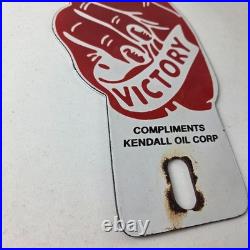 VICTORY
COMPLIMENTS
KENDALL OIL CORP